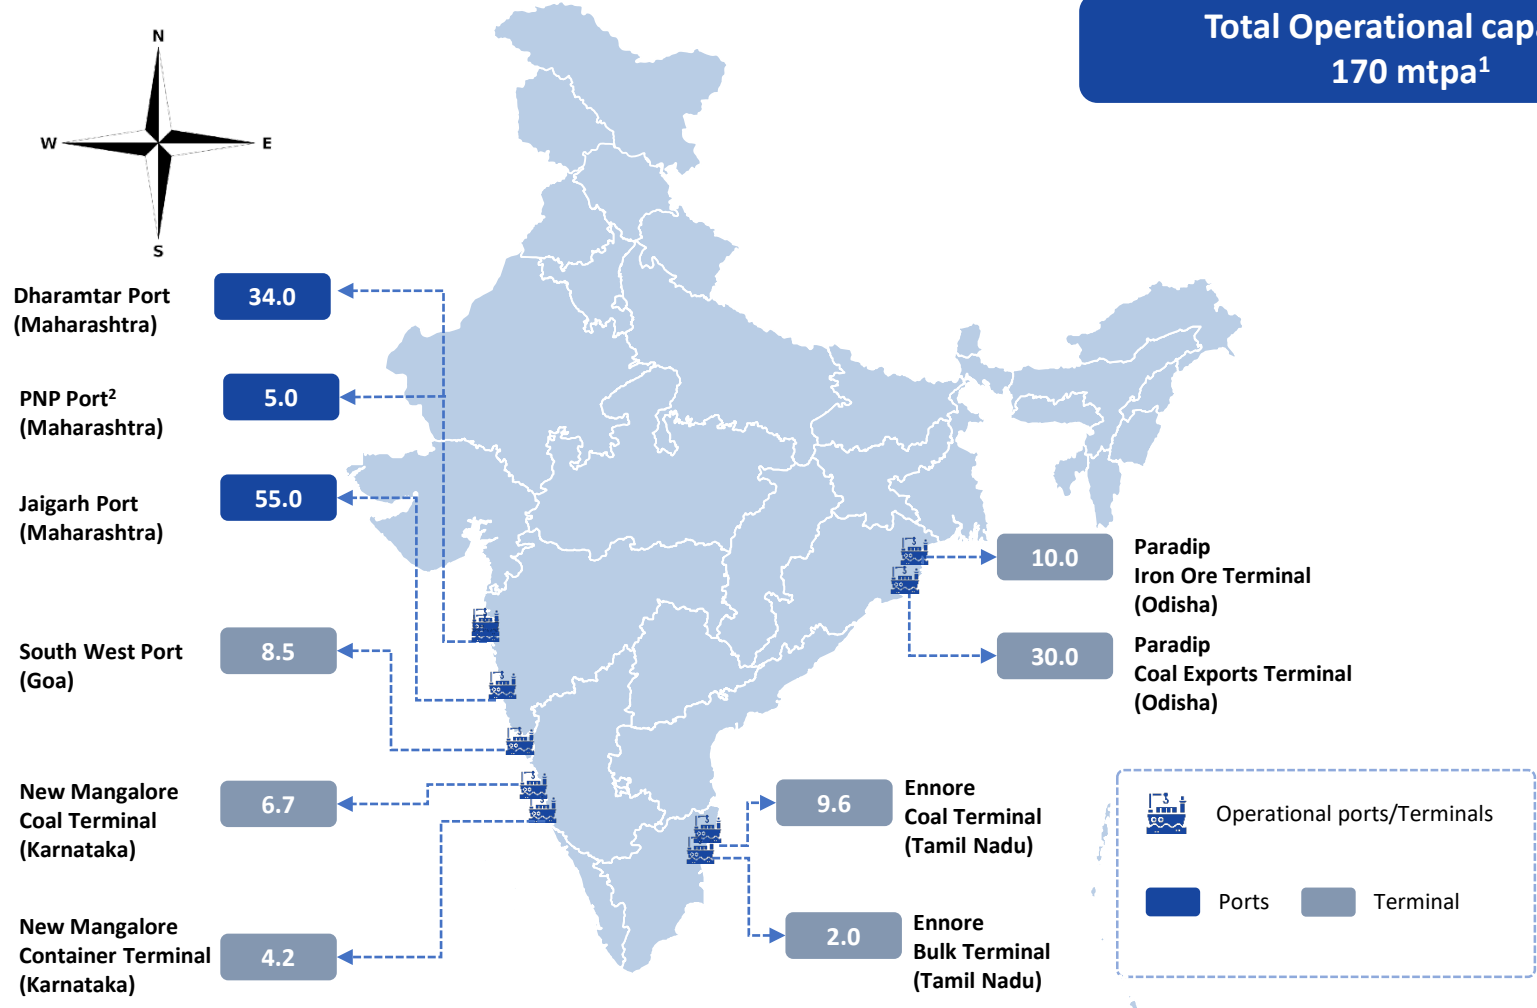 Total Operational
170 mtpa1
N
W
E
S
Dharamtar Port
(Maharashtra)
34.0
PNP Port2
(Maharashtra)
5.0
Jaigarh Port
(Maharashtra)
55.0
South West Port
(Goa)
8.5
New Mangalore
Coal Terminal
(Karnataka)
6.7
New Mangalore
Container Terminal
(Karnataka)
4.2
10.0
Paradip
Iron Ore Terminal
(Odisha)
30.0
Paradip
Coal Exports Terminal
(Odisha)
9.6
Ennore
Coal Terminal
(Tamil Nadu)
2.0
Ennore
Bulk Terminal
(Tamil Nadu)
Operational ports/Terminals
Ports
Terminal